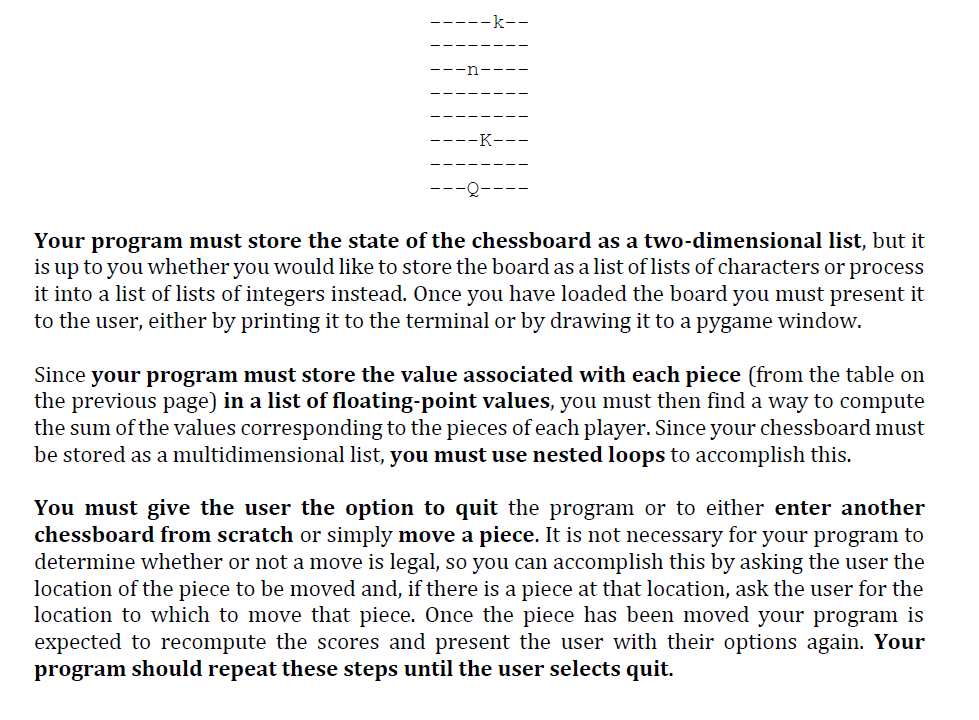 -----k--
--------
---n----
--------
--------
----K---
--------
---Q----
Your program must store the state of the chessboard as a two-dimensional list, but it
is up to you whether you would like to store the board as a list of lists of characters or process
it into a list of lists of integers instead. Once you have loaded the board you must present it
to the user, either by printing it to the terminal or by drawing it to a pygame window.
Since your program must store the value associated with each piece (from the table on
the previous page) in a list of floating-point values, you must then find a way to compute
the sum of the values corresponding to the pieces of each player. Since your chessboard must
be stored as a multidimensional list, you must use nested loops to accomplish this.
You must give the user the option to quit the program or to either enter another
chessboard from scratch or simply move a piece. It is not necessary for your program to
determine whether or not a move is legal, so you can accomplish this by asking the user the
location of the piece to be moved and, if there is a piece at that location, ask the user for the
location to which to move that piece. Once the piece has been moved your program is
expected to recompute the scores and present the user with their options again. Your
program should repeat these steps until the user selects quit.